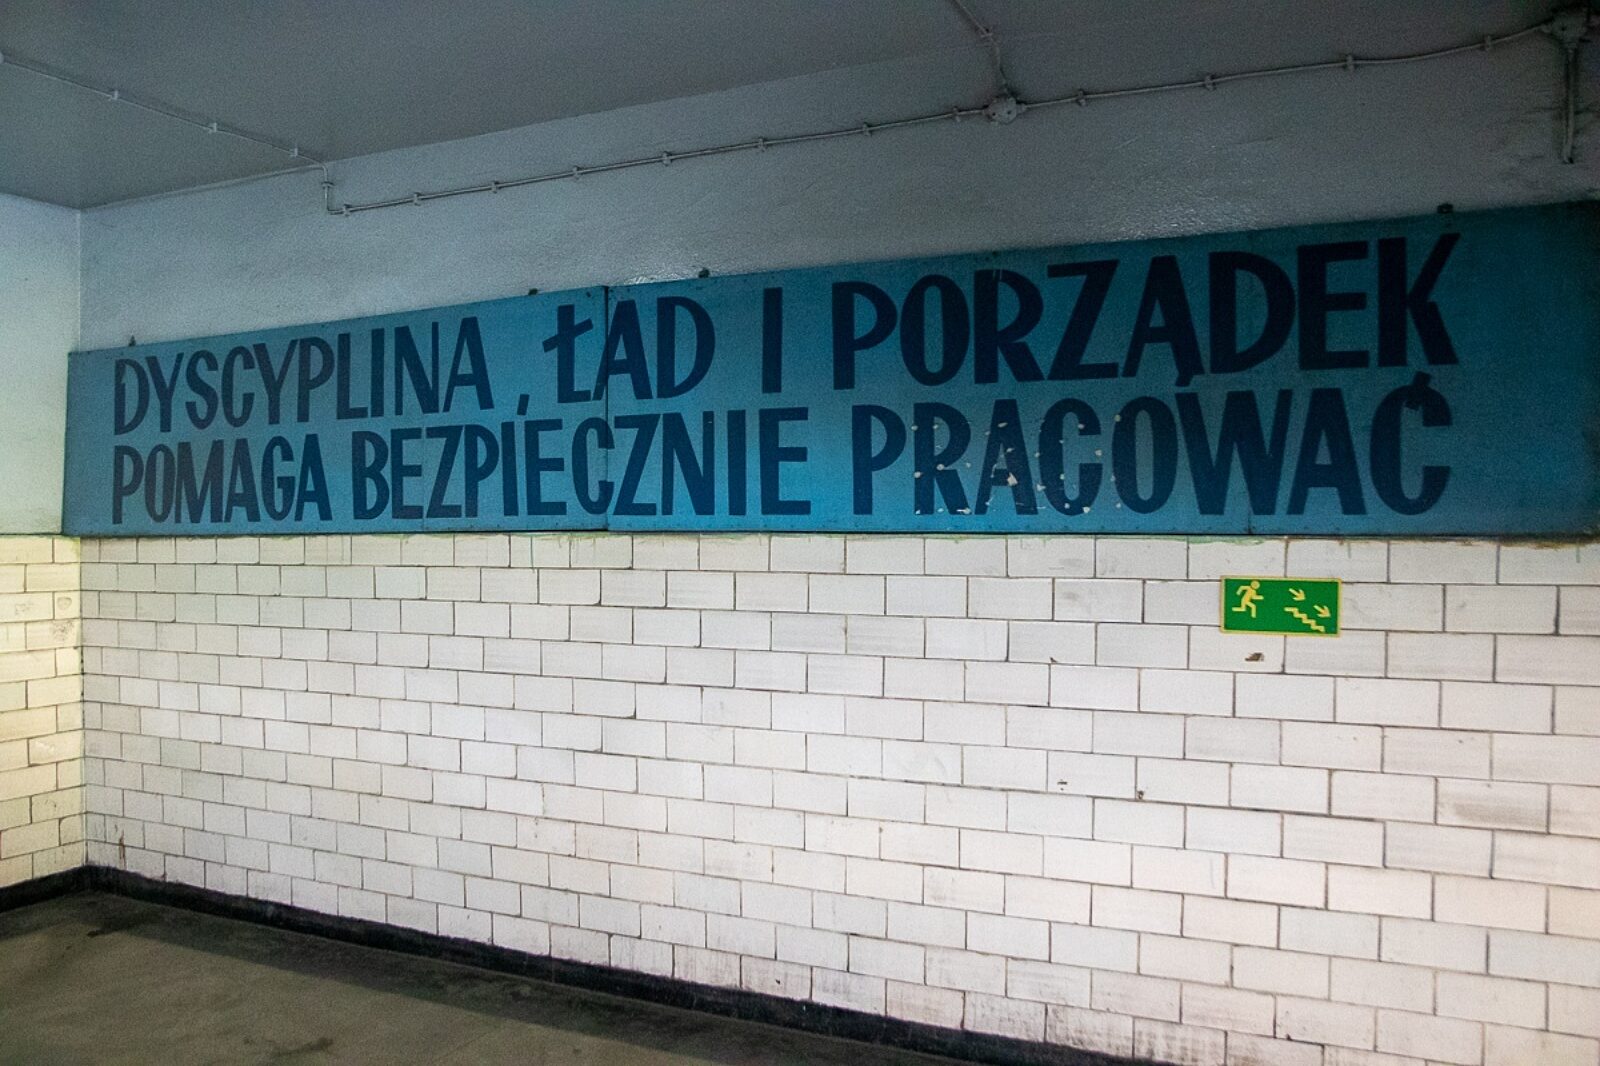 DYSCYPLINA , ŁAD I PORZĄDEK
POMAGA BEZPIECZNIE PRACOWAĆ